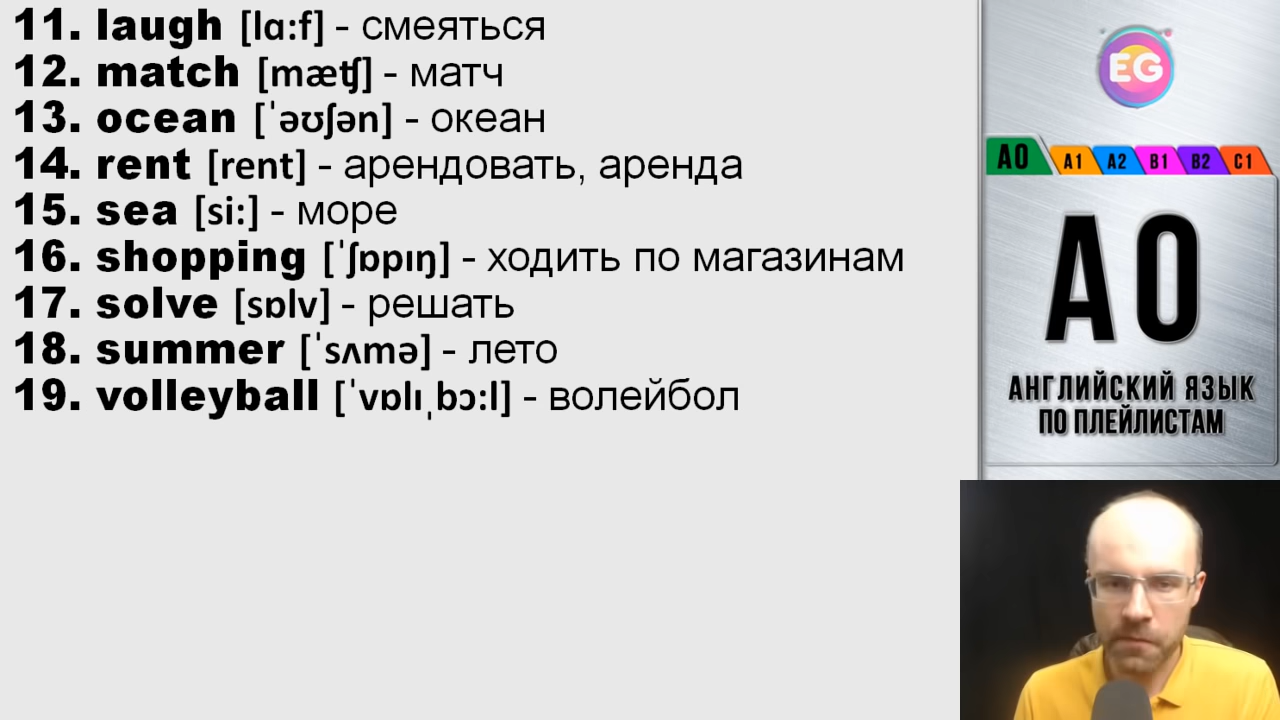 11. laugh [lɑ:f] - смеяться
12. match [mæʧ] - матч
13. ocean [ˈəʊʃən] - океан
14. rent [rent] - арендовать, аренда
15. sea [si:] - море
16. shopping [ˈʃɒpɪŋ] - ходить по магазинам
17. solve [sɒlv] - решать
18. summer [ˈsʌmə] - лето
19. volleyball [ˈvɒlɪˌbɔ:l] - волейбол
EG
A0 A1 A2 B1 B2 C1
A0
АНГЛИЙСКИЙ ЯЗЫК
ПО ПЛЕЙЛИСТАМ